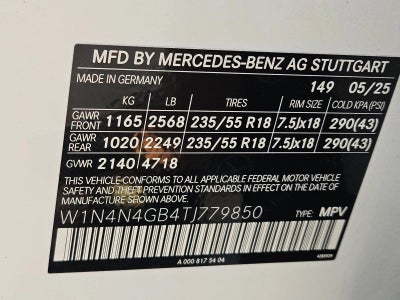 MFD BY MERCEDES-BENZ AG STUTTGART
MADE IN GERMANY 149 05/25
KG LB TIRES RIM SIZE COLD KPA(PSI)
GAWR FRONT 1165 2568 235/55 R18 7.5Jx18 290(43)
GAWR REAR 1020 2249 235/55 R18 7.5Jx18 290(43)
GVWR 2140 4718
THIS VEHICLE CONFORMS TO ALL APPLICABLE FEDERAL MOTOR VEHICLE
SAFETY AND THEFT PREVENTION STANDARDS IN EFFECT ON THE DATE OF
MANUFACTURE SHOWN ABOVE.
W1N4N4GB4TJ779850 TYPE: MPV
A 000 817 54 04